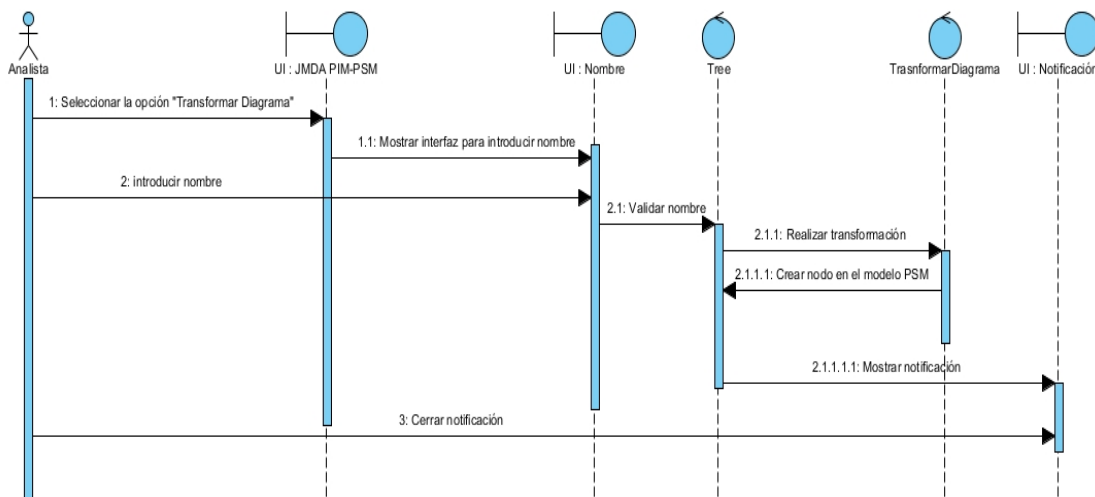 Analista
UI : JMDA PIM-PSM
UI : Nombre
Tree
TrasnformarDiagrama
UI : Notificación
1: Seleccionar la opción "Transformar Diagrama"
1.1: Mostrar interfaz para introducir nombre
2: introducir nombre
2.1: Validar nombre
2.1.1: Realizar transformación
2.1.1.1: Crear nodo en el modelo PSM
2.1.1.1.1: Mostrar notificación
3: Cerrar notificación